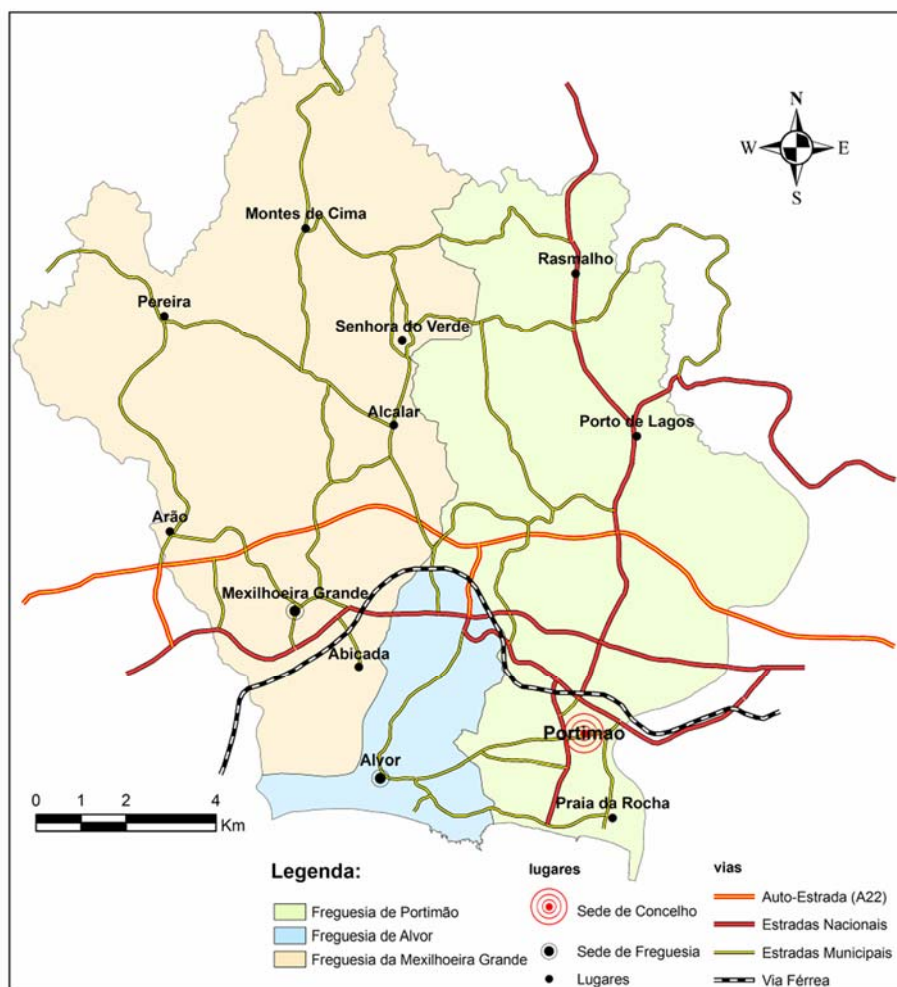 N
W E
S
Montes de Cima
Rasmalho
Pereira
Senhora do Verde
Alcalar
Porto de Lagos
Arão
Mexilhoeira Grande
Abicada
Portimão
Alvor
Praia da Rocha
0 1 2 4
Km
Legenda:
Freguesia de Portimão
Freguesia de Alvor
Freguesia da Mexilhoeira Grande
lugares
Sede de Concelho
Sede de Freguesia
Lugares
vias
Auto-Estrada (A22)
Estradas Nacionais
Estradas Municipais
Via Férrea